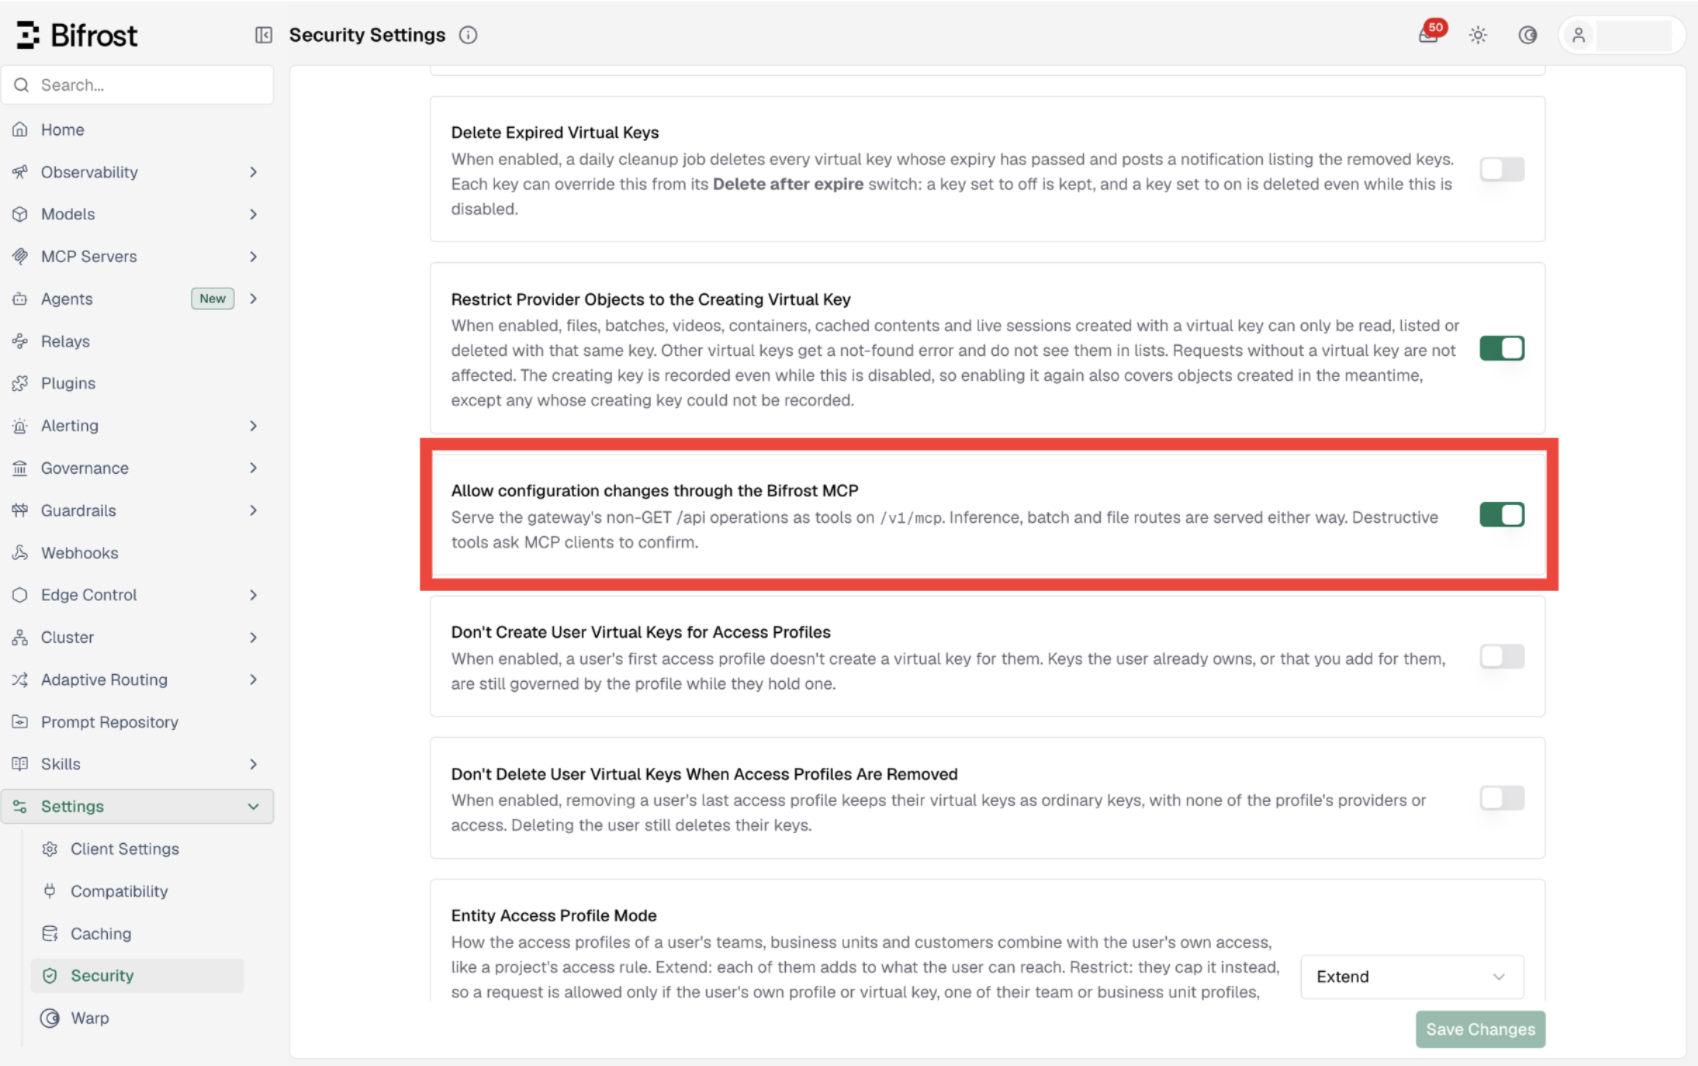 Bifrost
Security Settings
50
Search...
Home
Observability
Models
MCP Servers
Agents
New
Relays
Plugins
Alerting
Governance
Guardrails
Webhooks
Edge Control
Cluster
Adaptive Routing
Prompt Repository
Skills
Settings
Client Settings
Compatibility
Caching
Security
Warp
Delete Expired Virtual Keys
When enabled, a daily cleanup job deletes every virtual key whose expiry has passed and posts a notification listing the removed keys.
Each key can override this from its Delete after expire switch: a key set to off is kept, and a key set to on is deleted even while this is
disabled.
Restrict Provider Objects to the Creating Virtual Key
When enabled, files, batches, videos, containers, cached contents and live sessions created with a virtual key can only be read, listed or
deleted with that same key. Other virtual keys get a not-found error and do not see them in lists. Requests without a virtual key are not
affected. The creating key is recorded even while this is disabled, so enabling it again also covers objects created in the meantime,
except any whose creating key could not be recorded.
Allow configuration changes through the Bifrost MCP
Serve the gateway's non-GET /api operations as tools on /v1/mcp. Inference, batch and file routes are served either way. Destructive
tools ask MCP clients to confirm.
Don't Create User Virtual Keys for Access Profiles
When enabled, a user's first access profile doesn't create a virtual key for them. Keys the user already owns, or that you add for them,
are still governed by the profile while they hold one.
Don't Delete User Virtual Keys When Access Profiles Are Removed
When enabled, removing a user's last access profile keeps their virtual keys as ordinary keys, with none of the profile's providers or
access. Deleting the user still deletes their keys.
Entity Access Profile Mode
How the access profiles of a user's teams, business units and customers combine with the user's own access,
like a project's access rule. Extend: each of them adds to what the user can reach. Restrict: they cap it instead,
so a request is allowed only if the user's own profile or virtual key, one of their team or business unit profiles,
Extend
Save Changes